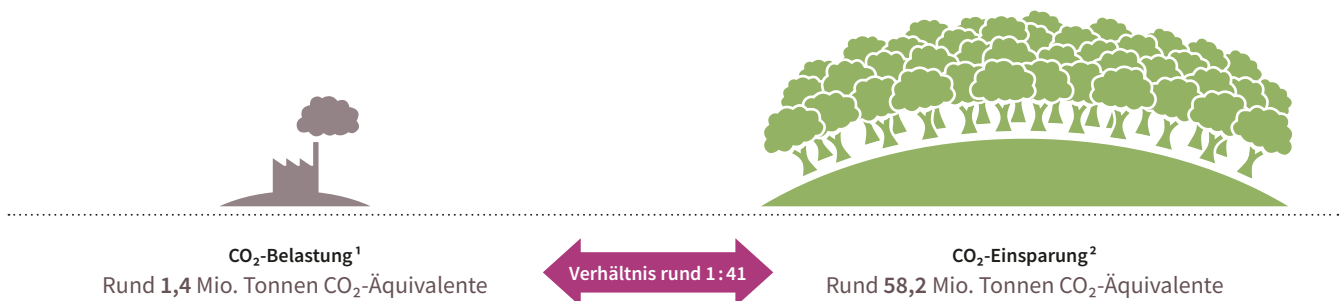 CO₂-Belastung¹
Rund 1,4 Mio. Tonnen CO₂-Äquivalente
Verhältnis rund 1:41
CO₂-Einsparung²
Rund 58,2 Mio. Tonnen CO₂-Äquivalente